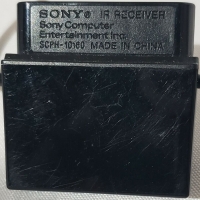 SONY® IR RECEIVER
Sony Computer
Entertainment Inc.
SCPH-10160 MADE IN CHINA